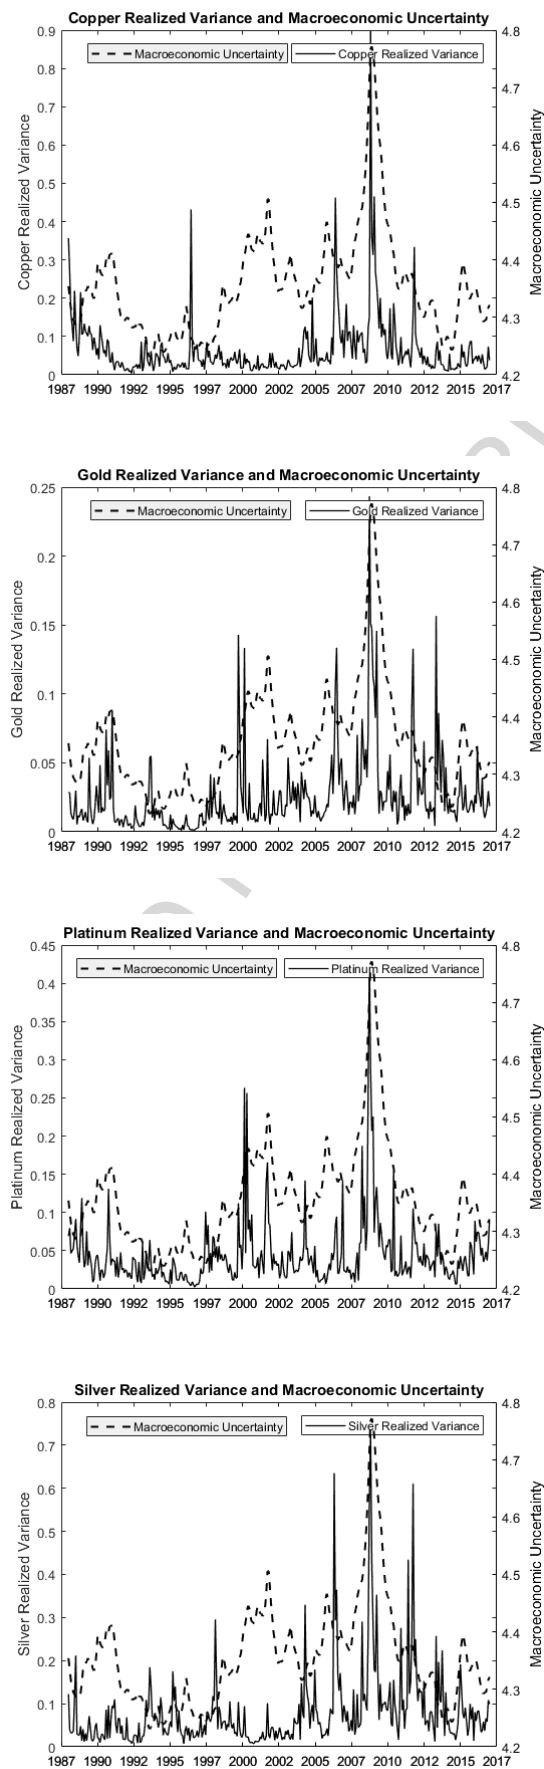 Copper Realized Variance and Macroeconomic Uncertainty
Macroeconomic Uncertainty
Copper Realized Variance
0.9
0.8
0.7
0.6
0.5
0.4
0.3
0.2
0.1
0
Copper Realized Variance
4.8
4.7
4.6
4.5
4.4
4.3
4.2
Macroeconomic Uncertainty
1987 1990 1992 1995 1997 2000 2002 2005 2007 2010 2012 2015 2017
Gold Realized Variance and Macroeconomic Uncertainty
Macroeconomic Uncertainty
Gold Realized Variance
0.25
0.2
0.15
0.1
0.05
0
Gold Realized Variance
4.8
4.7
4.6
4.5
4.4
4.3
4.2
Macroeconomic Uncertainty
1987 1990 1992 1995 1997 2000 2002 2005 2007 2010 2012 2015 2017
Platinum Realized Variance and Macroeconomic Uncertainty
Macroeconomic Uncertainty
Platinum Realized Variance
0.45
0.4
0.35
0.3
0.25
0.2
0.15
0.1
0.05
0
Platinum Realized Variance
4.8
4.7
4.6
4.5
4.4
4.3
4.2
Macroeconomic Uncertainty
1987 1990 1992 1995 1997 2000 2002 2005 2007 2010 2012 2015 2017
Silver Realized Variance and Macroeconomic Uncertainty
Macroeconomic Uncertainty
Silver Realized Variance
0.8
0.7
0.6
0.5
0.4
0.3
0.2
0.1
0
Silver Realized Variance
4.8
4.7
4.6
4.5
4.4
4.3
4.2
Macroeconomic Uncertainty
1987 1990 1992 1995 1997 2000 2002 2005 2007 2010 2012 2015 2017